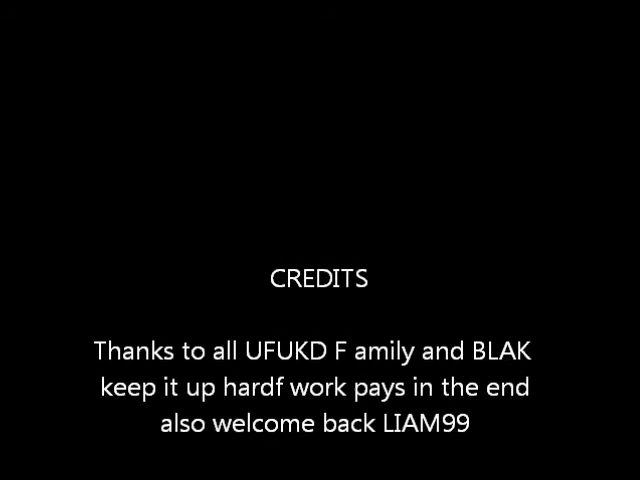 CREDITS
Thanks to all UFUKD F amily and BLAK
keep it up hardf work pays in the end
also welcome back LIAM99